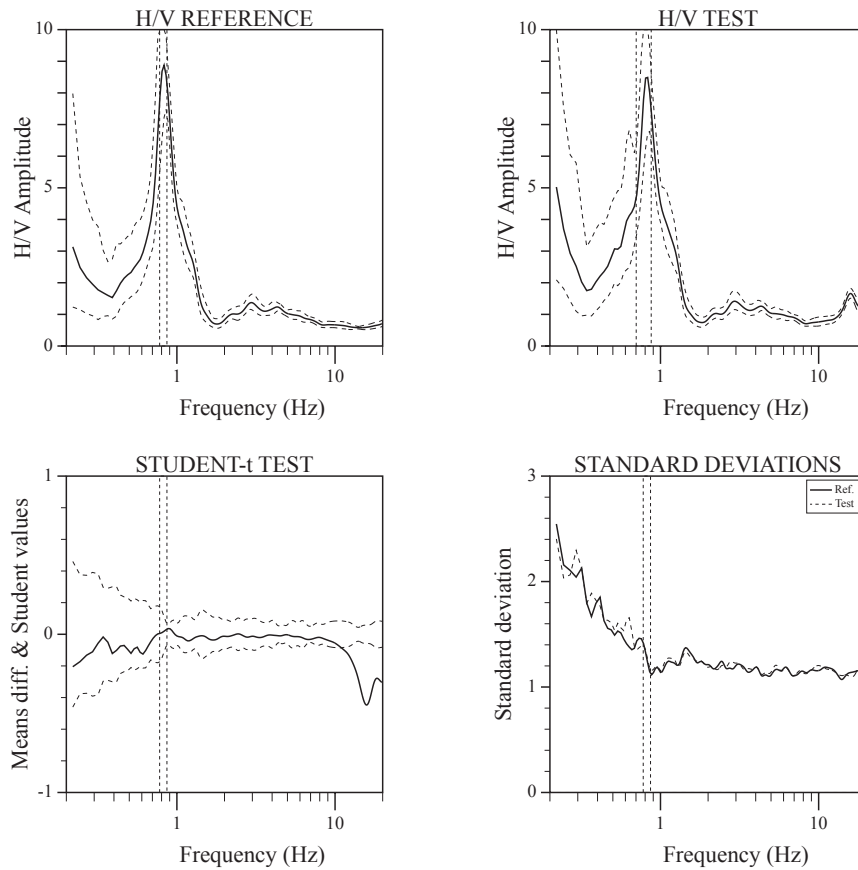 H/V REFERENCE
10
5
0
H/V Amplitude
1
10
Frequency (Hz)
H/V TEST
10
5
0
H/V Amplitude
1
10
Frequency (Hz)
STUDENT-t TEST
1
0
-1
Means diff. & Student values
1
10
Frequency (Hz)
STANDARD DEVIATIONS
3
2
1
0
Standard deviation
Ref.
Test
1
10
Frequency (Hz)